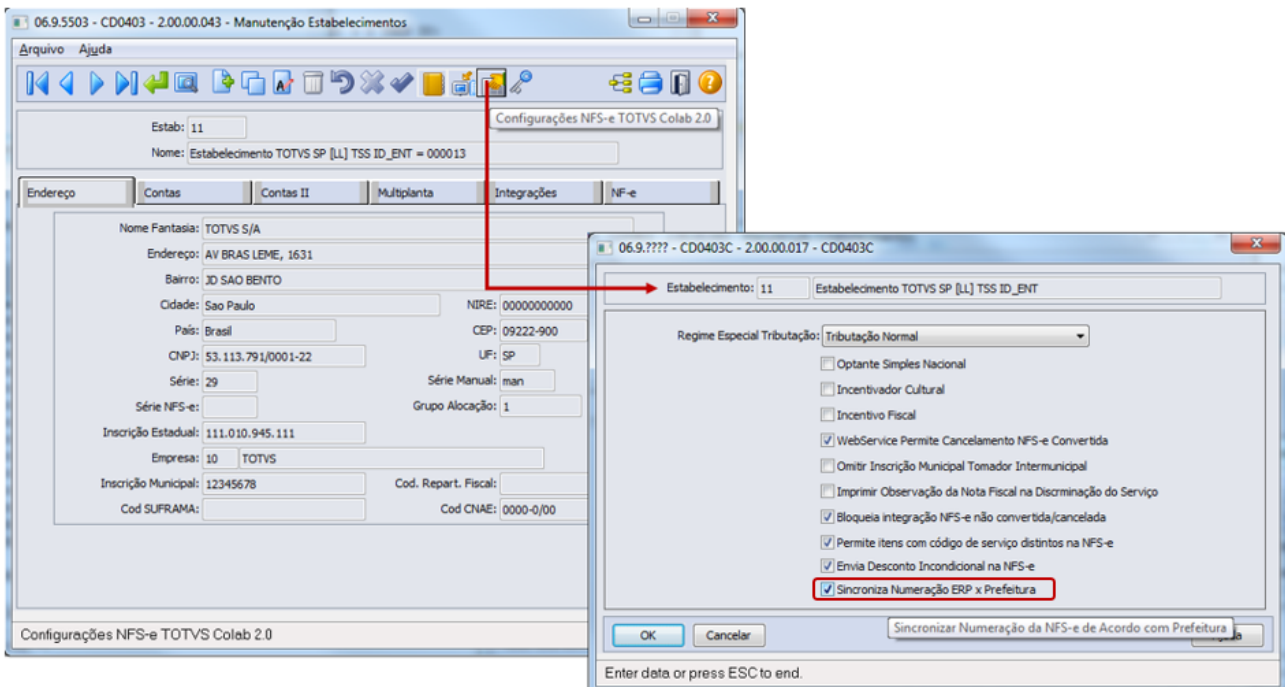 06.9.5503 - CD0403 - 2.00.00.043 - Manutenção Estabelecimentos
Arquivo Ajuda
Configurações NFS-e TOTVS Colab 2.0
Estab: 11
Nome: Estabelecimento TOTVS SP [LL] TSS ID_ENT = 000013
Endereço Contas Contas II Multiplanta Integrações NF-e
Nome Fantasia: TOTVS S/A
Endereço: AV BRAS LEME, 1631
Bairro: JD SAO BENTO
Cidade: Sao Paulo NIRE: 00000000000
País: Brasil CEP: 09222-900
CNPJ: 53.113.791/0001-22 UF: SP
Série: 29 Série Manual: man
Série NFS-e: Grupo Alocação: 1
Inscrição Estadual: 111.010.945.111
Empresa: 10 TOTVS
Inscrição Municipal: 12345678 Cod. Repart. Fiscal:
Cod SUFRAMA: Cod CNAE: 0000-0/00
Configurações NFS-e TOTVS Colab 2.0
06.9.???? - CD0403C - 2.00.00.017 - CD0403C
Estabelecimento: 11 Estabelecimento TOTVS SP [LL] TSS ID_ENT
Regime Especial Tributação: Tributação Normal
Optante Simples Nacional
Incentivador Cultural
Incentivo Fiscal
WebService Permite Cancelamento NFS-e Convertida
Omitir Inscrição Municipal Tomador Intermunicipal
Imprimir Observação da Nota Fiscal na Discrminação do Serviço
Bloqueia integração NFS-e não convertida/cancelada
Permite itens com código de serviço distintos na NFS-e
Envia Desconto Incondicional na NFS-e
Sincroniza Numeração ERP x Prefeitura
OK Cancelar
Sincronizar Numeração da NFS-e de Acordo com Prefeitura
Enter data or press ESC to end.